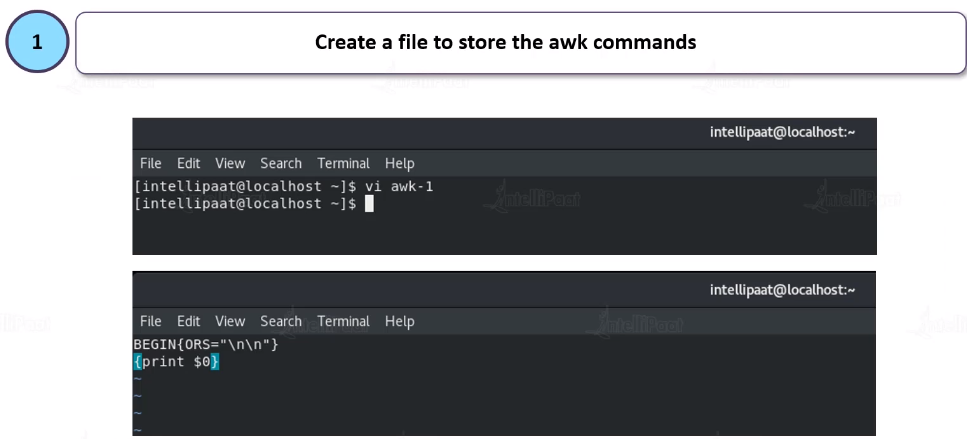 1
Create a file to store the awk commands
intellipaat@localhost:~
File Edit View Search Terminal Help
[intellipaat@localhost ~]$ vi awk-1
[intellipaat@localhost ~]$
intellipaat@localhost:~
File Edit View Search Terminal Help
BEGIN{ORS="\n\n"}
{print $0}
~
~
~
~